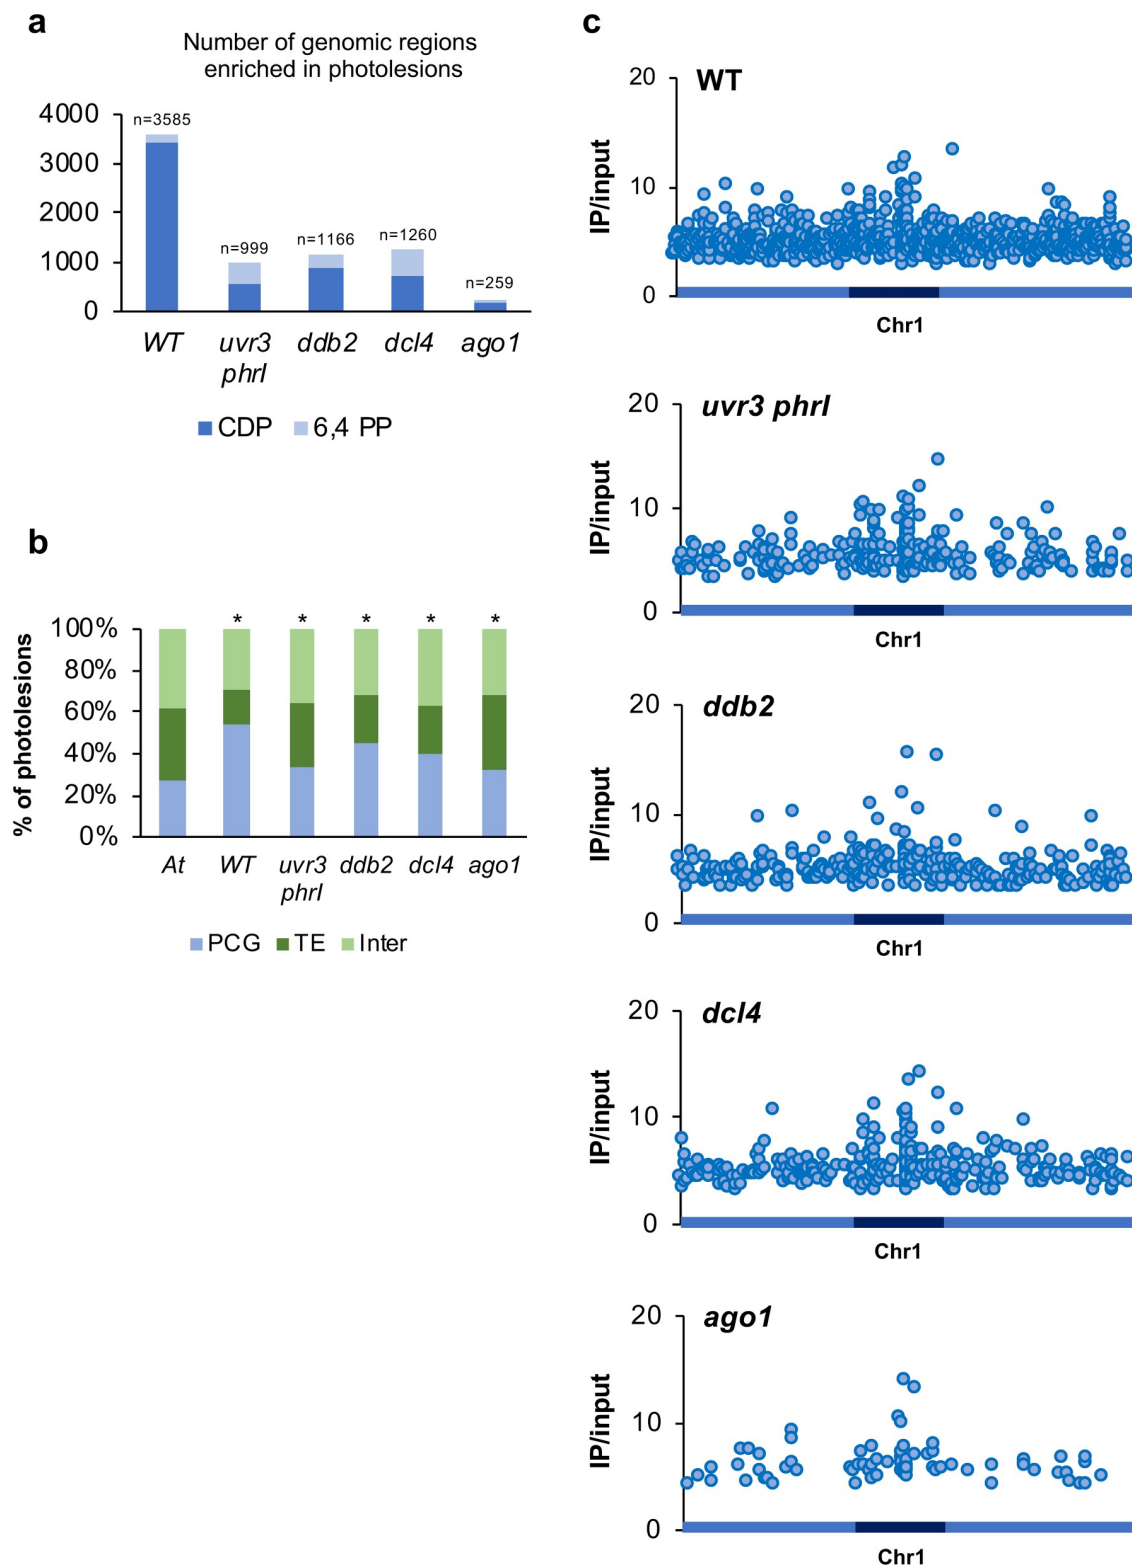 a
Number of genomic regions
enriched in photolesions
4000
3000
2000
1000
0
n=3585
n=999
n=1166
n=1260
n=259
WT
uvr3
phrI
ddb2
dcl4
ago1
CDP
6,4 PP
b
% of photolesions
100%
80%
60%
40%
20%
0%
*
*
*
*
*
At
WT
uvr3
phrI
ddb2
dcl4
ago1
PCG
TE
Inter
c
WT
IP/input
20
10
0
Chr1
uvr3 phrI
IP/input
20
10
0
Chr1
ddb2
IP/input
20
10
0
Chr1
dcl4
IP/input
20
10
0
Chr1
ago1
IP/input
20
10
0
Chr1